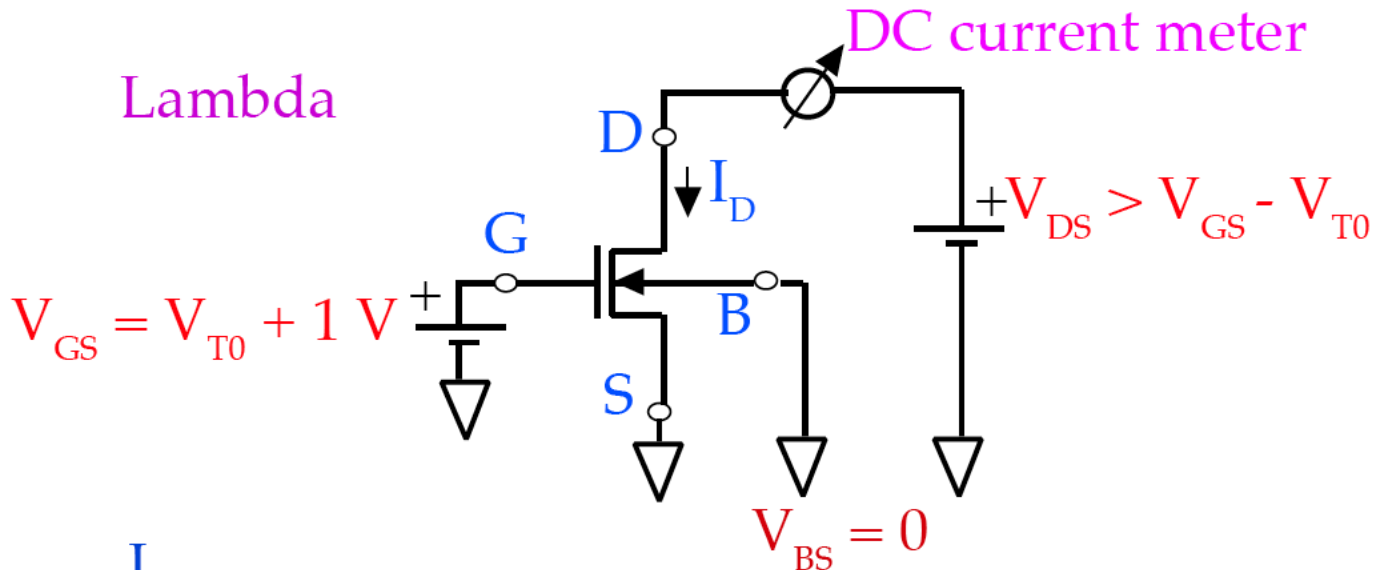 DC current meter
Lambda
D
I_D
+
V_DS > V_GS - V_T0
G
+
V_GS = V_T0 + 1 V
B
S
V_BS = 0
I